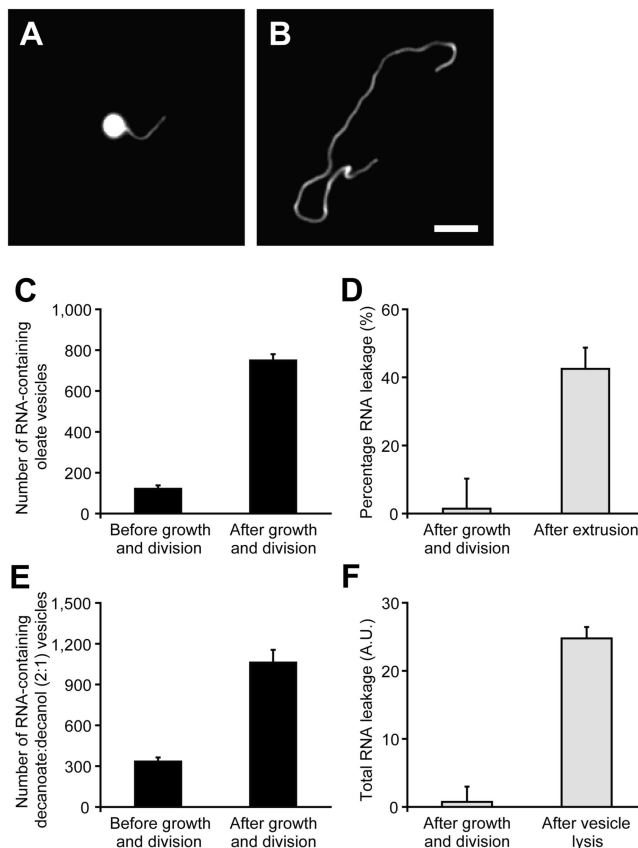 A
B
C
Number of RNA-containing
oleate vesicles
1,000
800
600
400
200
0
Before growth
and division
After growth
and division
D
Percentage RNA leakage (%)
60
40
20
0
After growth
and division
After extrusion
E
Number of RNA-containing
decanoate:decanol (2:1) vesicles
1,500
1,200
900
600
300
0
Before growth
and division
After growth
and division
F
Total RNA leakage (A.U.)
30
20
10
0
After growth
and division
After vesicle
lysis